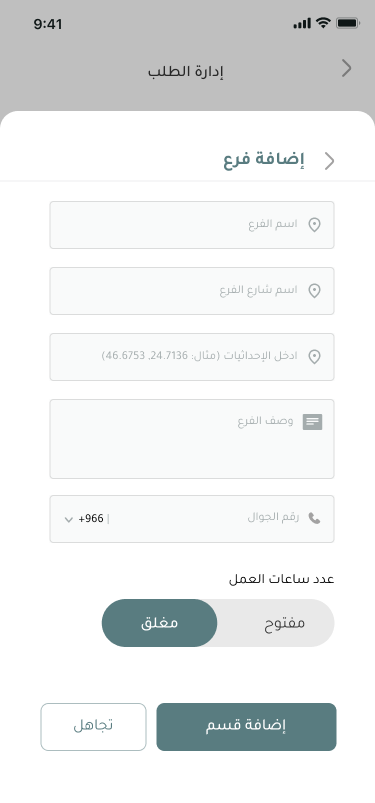 9:41
إدارة الطلب
إضافة فرع
اسم الفرع
اسم شارع الفرع
ادخل الإحداثيات (مثال: 24.7136, 46.6753)
وصف الفرع
رقم الجوال
+966
عدد ساعات العمل
مفتوح
مغلق
إضافة قسم
تجاهل